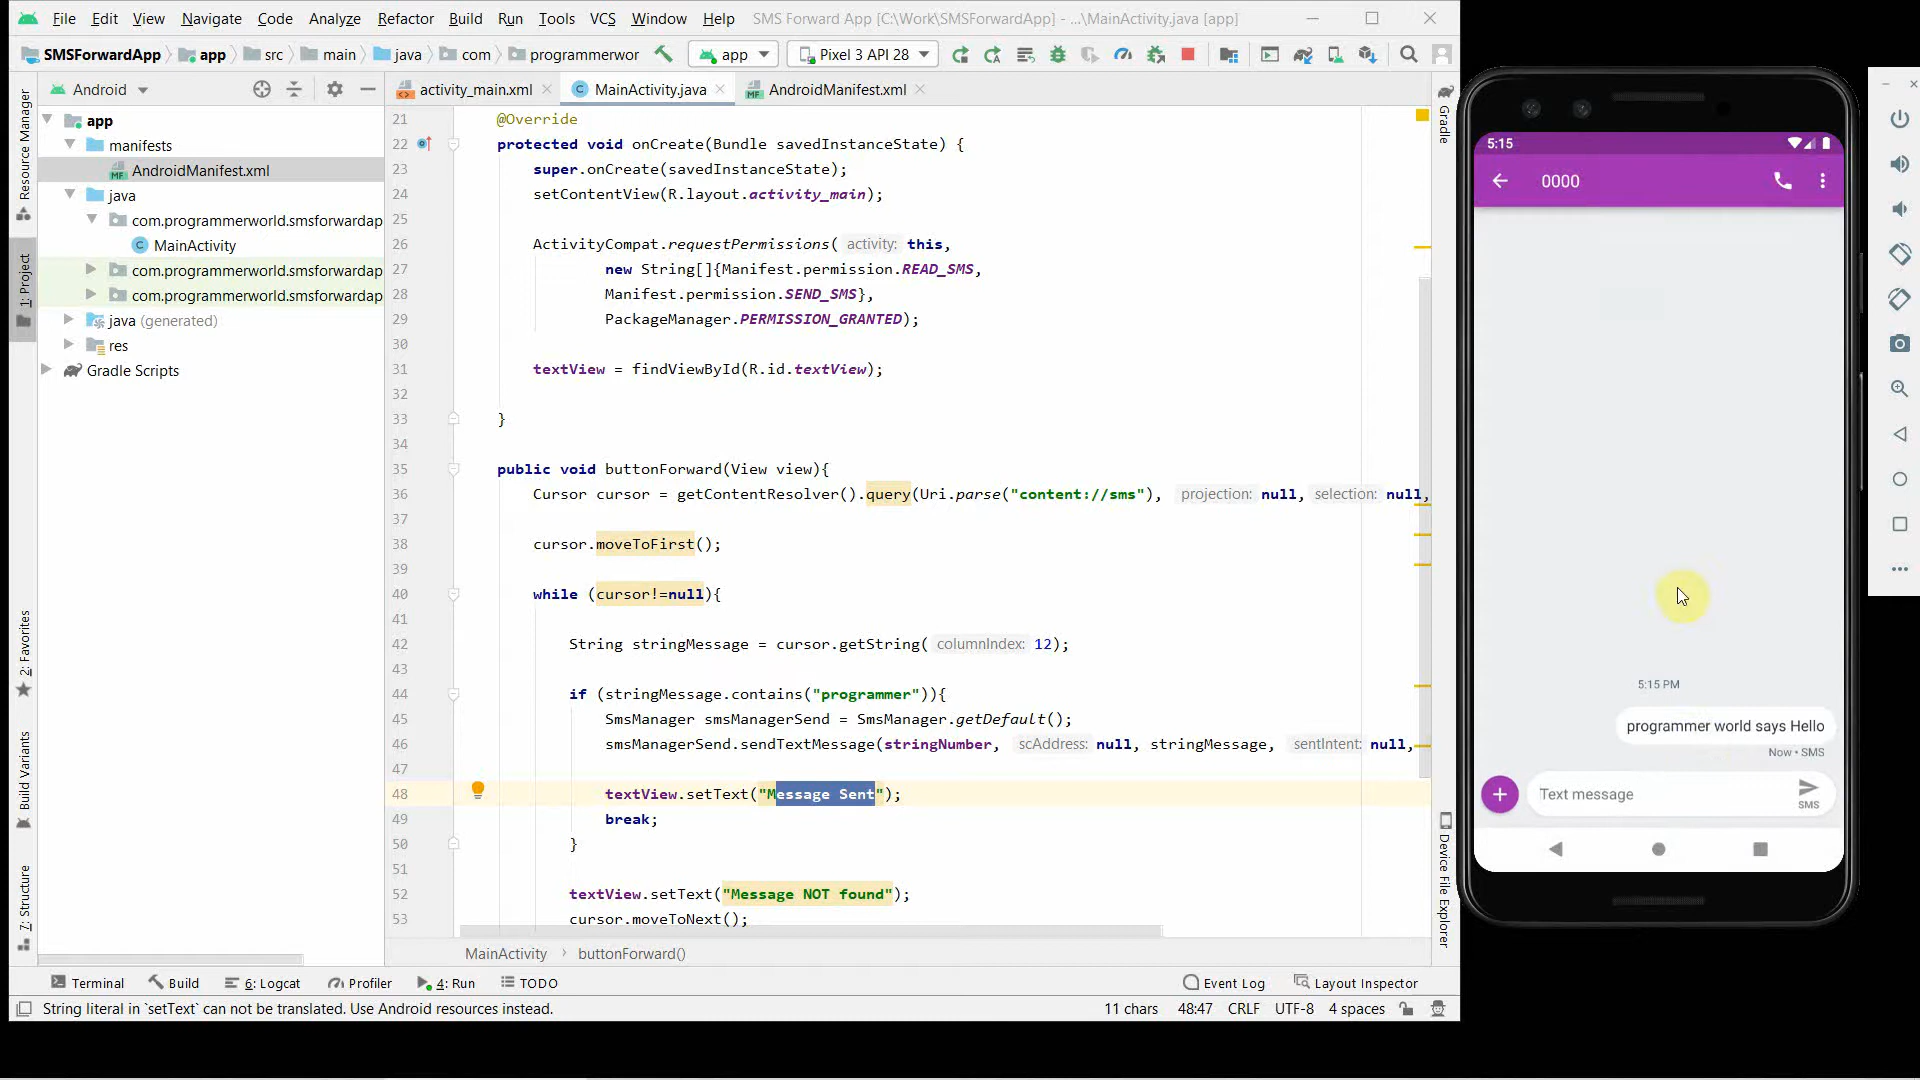 File Edit View Navigate Code Analyze Refactor Build Run Tools VCS Window Help SMS Forward App [C:\Work\SMSForwardApp] - ...\MainActivity.java [app]
SMSForwardApp app src main java com programmerwor app Pixel 3 API 28
Android
activity_main.xml MainActivity.java AndroidManifest.xml
app
manifests
AndroidManifest.xml
java
com.programmerworld.smsforwardap
MainActivity
com.programmerworld.smsforwardap
com.programmerworld.smsforwardap
java (generated)
res
Gradle Scripts
Resource Manager
1: Project
2: Favorites
Build Variants
7: Structure
21 @Override
22 protected void onCreate(Bundle savedInstanceState) {
23 super.onCreate(savedInstanceState);
24 setContentView(R.layout.activity_main);
25
26 ActivityCompat.requestPermissions( activity: this,
27 new String[]{Manifest.permission.READ_SMS,
28 Manifest.permission.SEND_SMS},
29 PackageManager.PERMISSION_GRANTED);
30
31 textView = findViewById(R.id.textView);
32
33 }
34
35 public void buttonForward(View view){
36 Cursor cursor = getContentResolver().query(Uri.parse("content://sms"), projection: null, selection: null,
37
38 cursor.moveToFirst();
39
40 while (cursor!=null){
41
42 String stringMessage = cursor.getString( columnIndex: 12);
43
44 if (stringMessage.contains("programmer")){
45 SmsManager smsManagerSend = SmsManager.getDefault();
46 smsManagerSend.sendTextMessage(stringNumber, scAddress: null, stringMessage, sentIntent: null,
47
48 textView.setText("Message Sent");
49 break;
50 }
51
52 textView.setText("Message NOT found");
53 cursor.moveToNext();
MainActivity buttonForward()
Gradle
Device File Explorer
Terminal Build 6: Logcat Profiler 4: Run TODO Event Log Layout Inspector
String literal in `setText` can not be translated. Use Android resources instead. 11 chars 48:47 CRLF UTF-8 4 spaces
5:15
0000
5:15 PM
programmer world says Hello
Now • SMS
Text message
SMS